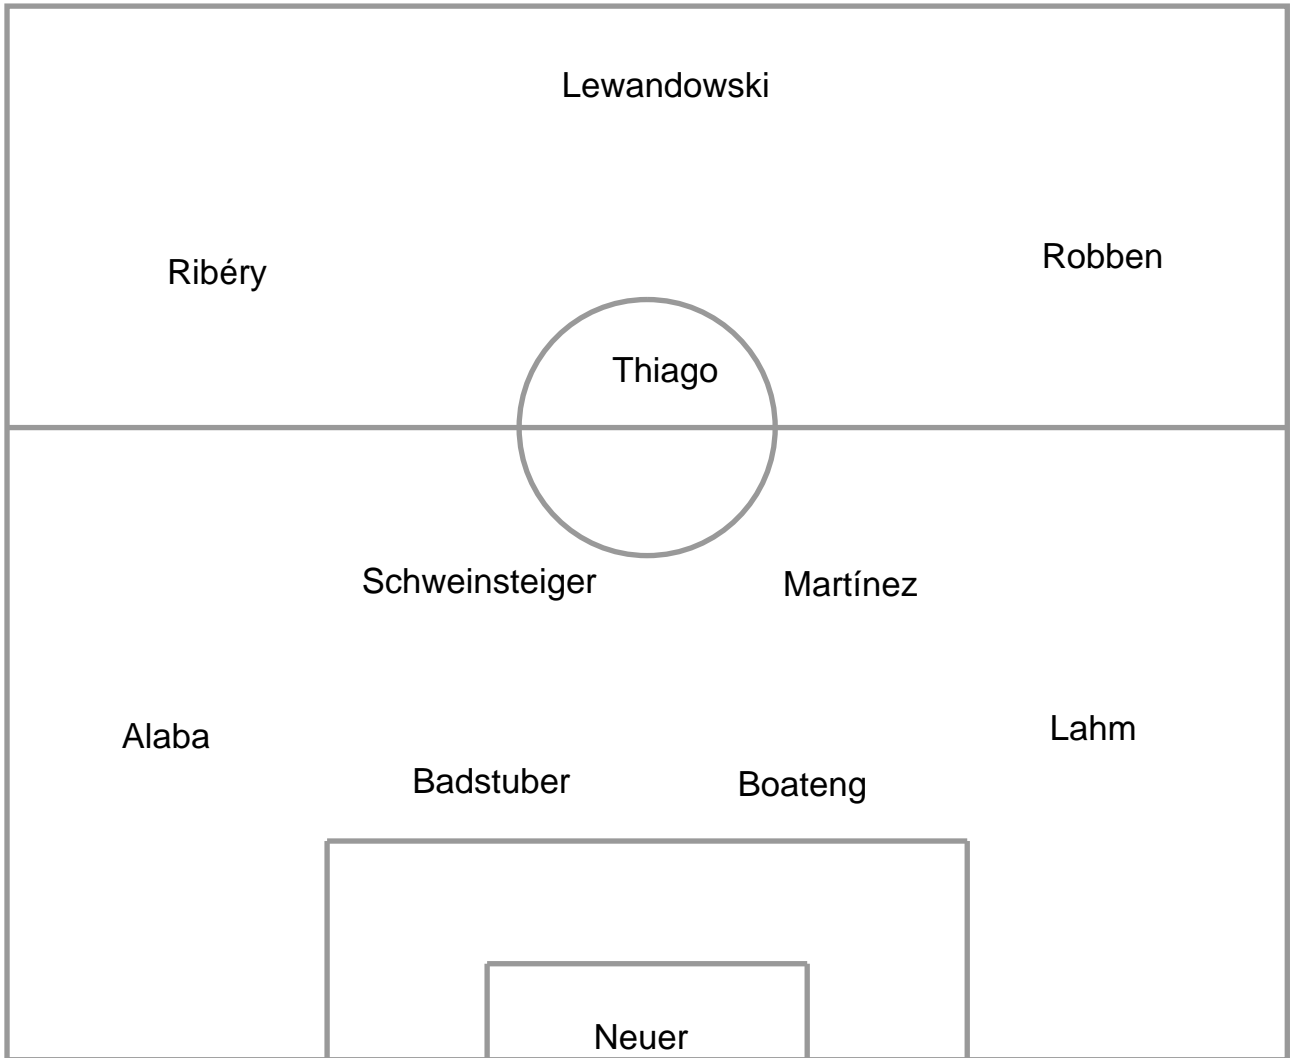 Lewandowski
Ribéry
Robben
Thiago
Schweinsteiger
Martínez
Alaba
Lahm
Badstuber
Boateng
Neuer